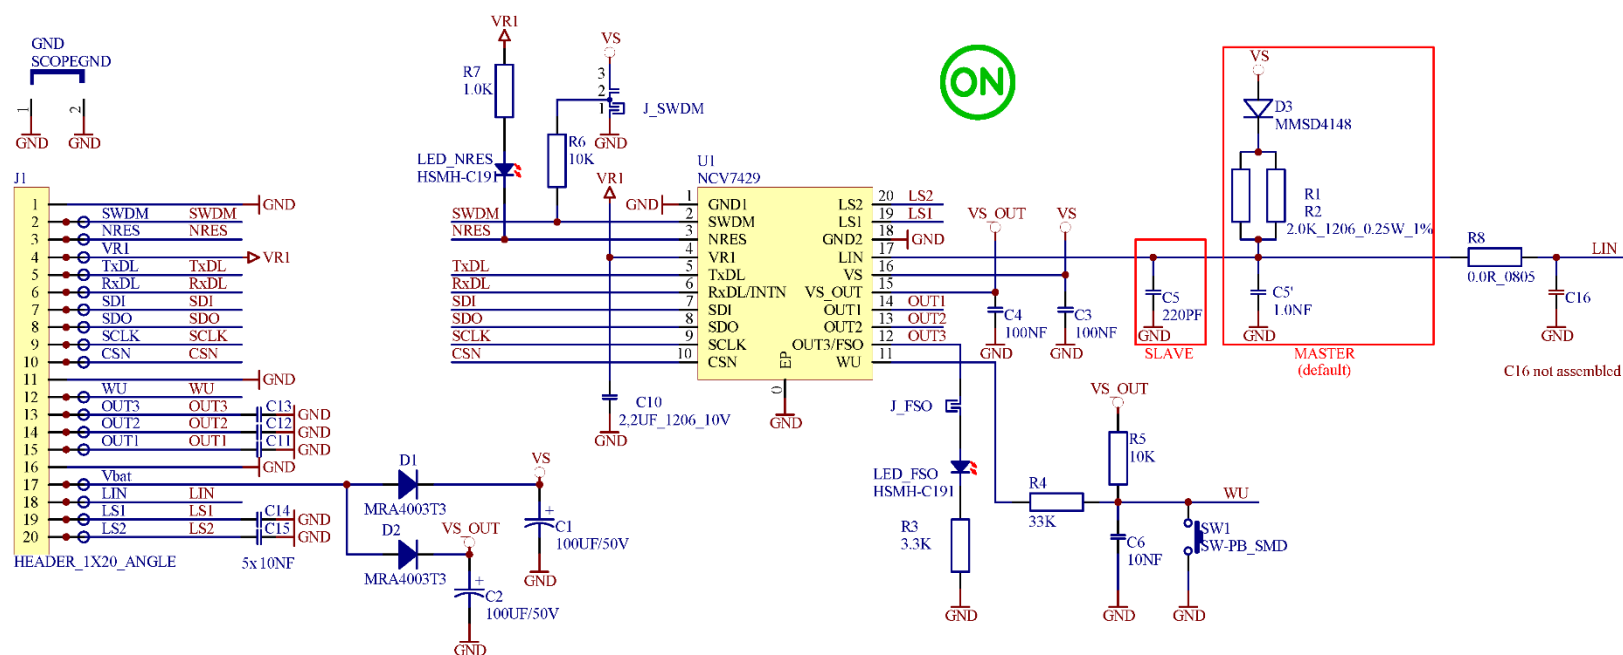 GND
SCOPEGND
1
2
GND
GND
J1
1
GND
2
SWDM
SWDM
3
NRES
NRES
4
VR1
VR1
5
TxDL
TxDL
6
RxDL
RxDL
7
SDI
SDI
8
SDO
SDO
9
SCLK
SCLK
10
CSN
CSN
11
GND
12
WU
WU
13
OUT3
OUT3
C13
GND
14
OUT2
OUT2
C12
GND
15
OUT1
OUT1
C11
GND
16
GND
17
Vbat
18
LIN
LIN
19
LS1
LS1
C14
GND
20
LS2
LS2
C15
GND
HEADER_1X20_ANGLE
5x10NF
D1
MRA4003T3
D2
MRA4003T3
VS
+
C1
100UF/50V
GND
VS_OUT
+
C2
100UF/50V
GND
VR1
R7
1.0K
LED_NRES
HSMH-C191
VS
3
2
1
J_SWDM
GND
R6
10K
VR1
GND
SWDM
NRES
TxDL
RxDL
SDI
SDO
SCLK
CSN
C10
2,2UF_1206_10V
GND
U1
NCV7429
1
GND1
LS2
20
LS2
2
SWDM
LS1
19
LS1
3
NRES
GND2
18
GND
4
VR1
LIN
17
5
TxDL
VS
16
6
RxDL/INTN
VS_OUT
15
7
SDI
OUT1
14
OUT1
8
SDO
OUT2
13
OUT2
9
SCLK
OUT3/FSO
12
OUT3
10
CSN
WU
11
EP
0
GND
ON
VS_OUT
VS
C4
100NF
GND
C3
100NF
GND
C5
220PF
GND
SLAVE
VS
D3
MMSD4148
R1
R2
2.0K_1206_0.25W_1%
C5'
1.0NF
GND
MASTER
(default)
R8
0.0R_0805
LIN
C16
GND
C16 not assembled
J_FSO
LED_FSO
HSMH-C191
R3
3.3K
GND
VS_OUT
R5
10K
R4
33K
WU
C6
10NF
GND
SW1
SW-PB_SMD
GND